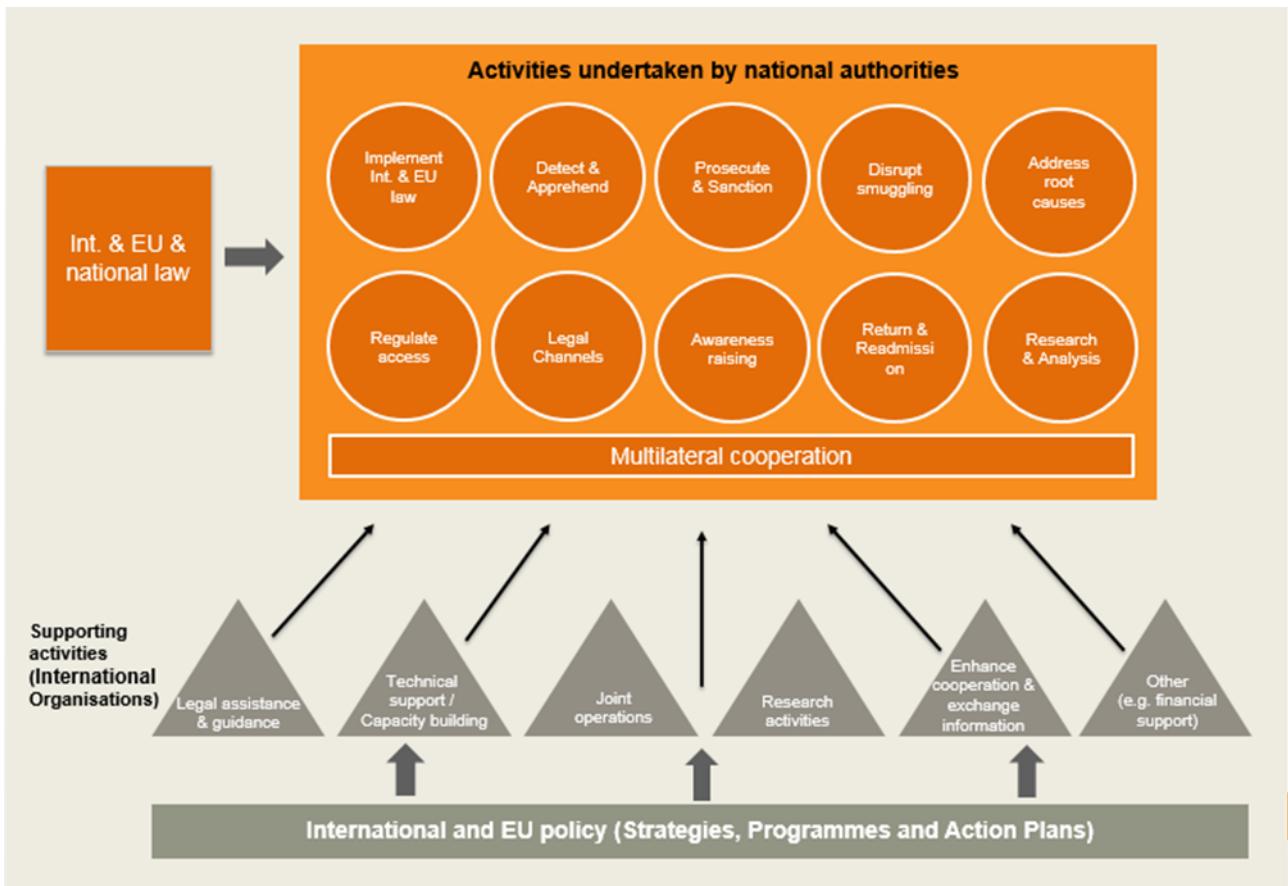 Activities undertaken by national authorities
Implement
Int. & EU
law
Detect &
Apprehend
Prosecute
& Sanction
Disrupt
smuggling
Address
root
causes
Int. & EU &
national law
Regulate
access
Legal
Channels
Awareness
raising
Return &
Readmissi
on
Research
& Analysis
Multilateral cooperation
Supporting
activities
(International
Organisations)
Legal assistance
& guidance
Technical
support /
Capacity building
Joint
operations
Research
activities
Enhance
cooperation &
exchange
information
Other
(e.g. financial
support)
International and EU policy (Strategies, Programmes and Action Plans)